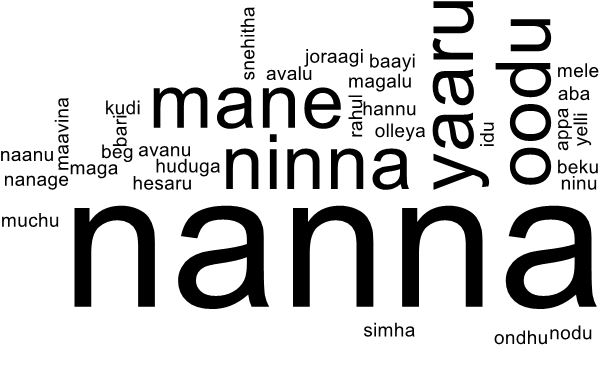 snehitha
joraagi
baayi
avalu
magalu
yaaru
oodu
mele
aba
mane
kudi
bari
maavina
rahul
hannu
olleya
idu
appa
yelli
naanu
beg
avanu
maga
huduga
ninna
nanage
hesaru
beku
ninu
muchu
nanna
simha
ondhu
nodu